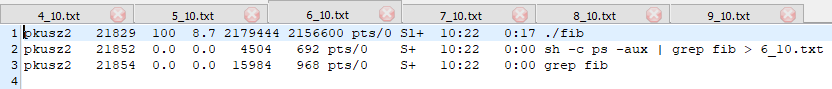 4_10.txt 5_10.txt 6_10.txt 7_10.txt 8_10.txt 9_10.txt
1 pkusz2 21829 100 8.7 2179444 2156600 pts/0 Sl+ 10:22 0:17 ./fib
2 pkusz2 21852 0.0 0.0 4504 692 pts/0 S+ 10:22 0:00 sh -c ps -aux | grep fib > 6_10.txt
3 pkusz2 21854 0.0 0.0 15984 968 pts/0 S+ 10:22 0:00 grep fib
4